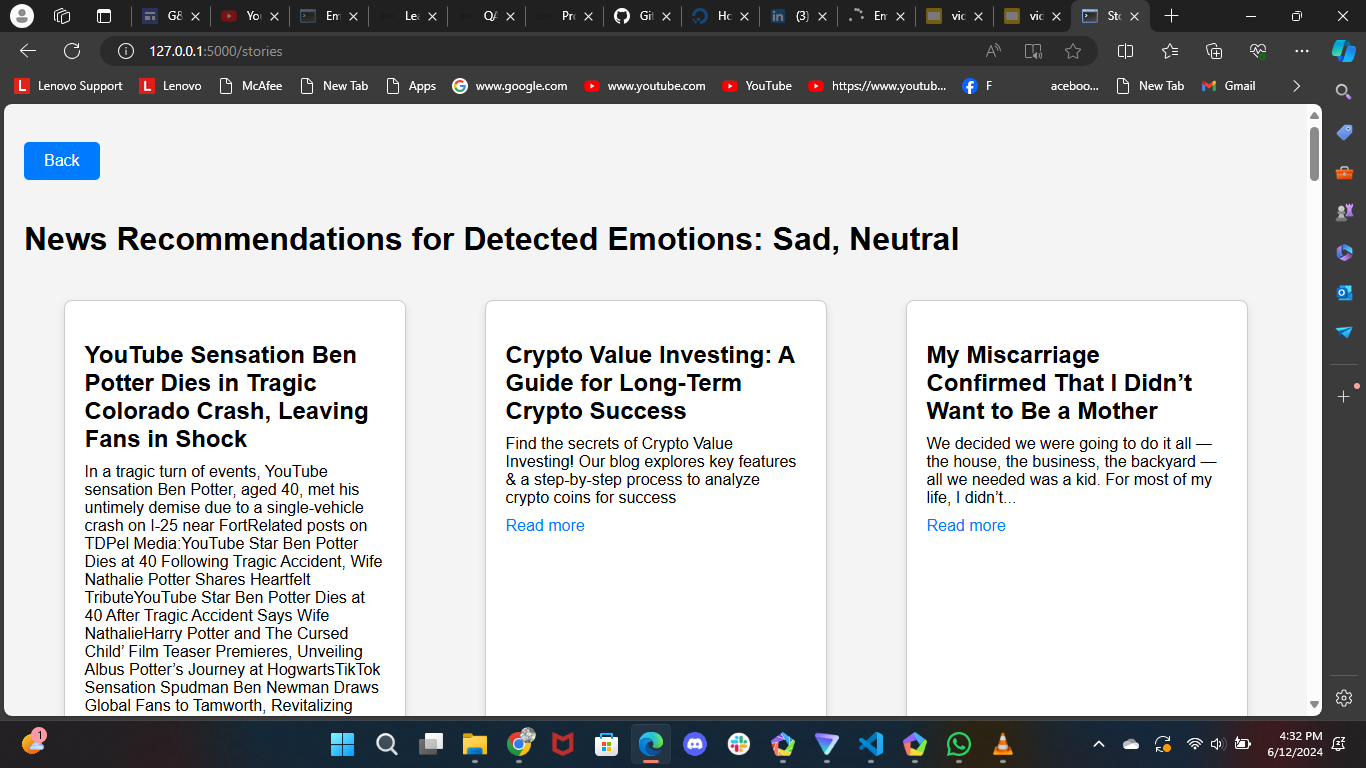 G8
You
Em
Lea
QA
Pro
Git
Ho
(3)
Em
vic
vic
Sto
127.0.0.1:5000/stories
Lenovo Support
Lenovo
McAfee
New Tab
Apps
www.google.com
www.youtube.com
YouTube
https://www.youtub...
F aceboo...
New Tab
Gmail
Back
News Recommendations for Detected Emotions: Sad, Neutral
YouTube Sensation Ben
Potter Dies in Tragic
Colorado Crash, Leaving
Fans in Shock
In a tragic turn of events, YouTube
sensation Ben Potter, aged 40, met his
untimely demise due to a single-vehicle
crash on I-25 near FortRelated posts on
TDPel Media:YouTube Star Ben Potter
Dies at 40 Following Tragic Accident, Wife
Nathalie Potter Shares Heartfelt
TributeYouTube Star Ben Potter Dies at
40 After Tragic Accident Says Wife
NathalieHarry Potter and The Cursed
Child’ Film Teaser Premieres, Unveiling
Albus Potter’s Journey at HogwartsTikTok
Sensation Spudman Ben Newman Draws
Global Fans to Tamworth, Revitalizing
Crypto Value Investing: A
Guide for Long-Term
Crypto Success
Find the secrets of Crypto Value
Investing! Our blog explores key features
& a step-by-step process to analyze
crypto coins for success
Read more
My Miscarriage
Confirmed That I Didn’t
Want to Be a Mother
We decided we were going to do it all —
the house, the business, the backyard —
all we needed was a kid. For most of my
life, I didn’t...
Read more
1
4:32 PM
6/12/2024